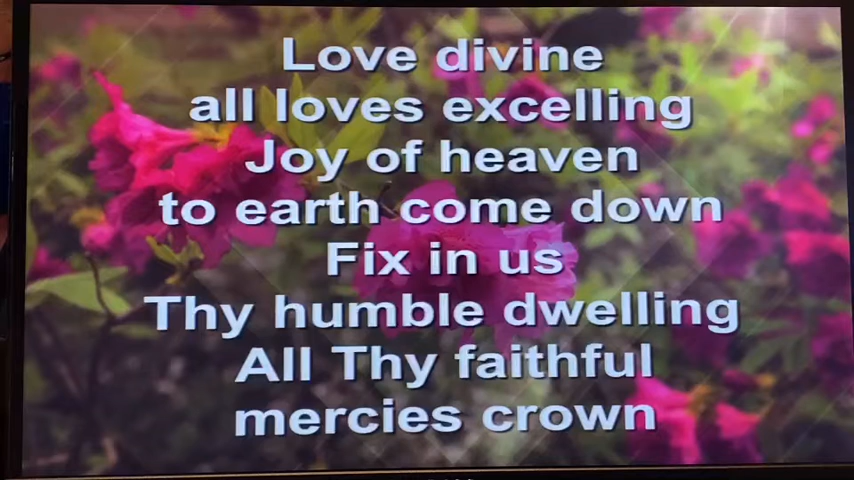 Love divine
all loves excelling
Joy of heaven
to earth come down
Fix in us
Thy humble dwelling
All Thy faithful
mercies crown